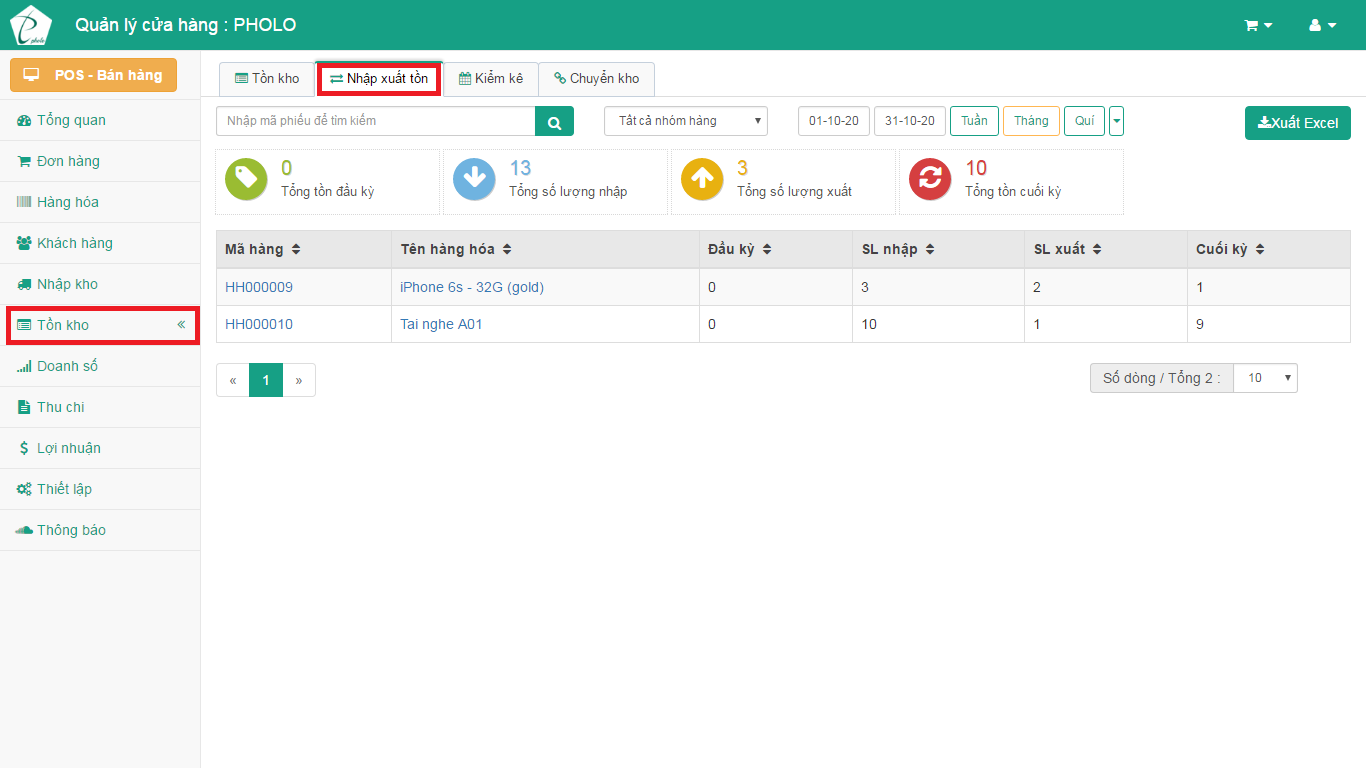 pholo
Quản lý cửa hàng : PHOLO
POS - Bán hàng
Tổng quan
Đơn hàng
Hàng hóa
Khách hàng
Nhập kho
Tồn kho
Doanh số
Thu chi
Lợi nhuận
Thiết lập
Thông báo
Tồn kho Nhập xuất tồn Kiểm kê Chuyển kho
Nhập mã phiếu để tìm kiếm Tất cả nhóm hàng 01-10-20 31-10-20 Tuần Tháng Quí Xuất Excel
0
Tổng tồn đầu kỳ
13
Tổng số lượng nhập
3
Tổng số lượng xuất
10
Tổng tồn cuối kỳ
Mã hàng Tên hàng hóa Đầu kỳ SL nhập SL xuất Cuối kỳ
HH000009 iPhone 6s - 32G (gold) 0 3 2 1
HH000010 Tai nghe A01 0 10 1 9
« 1 » Số dòng / Tổng 2 : 10